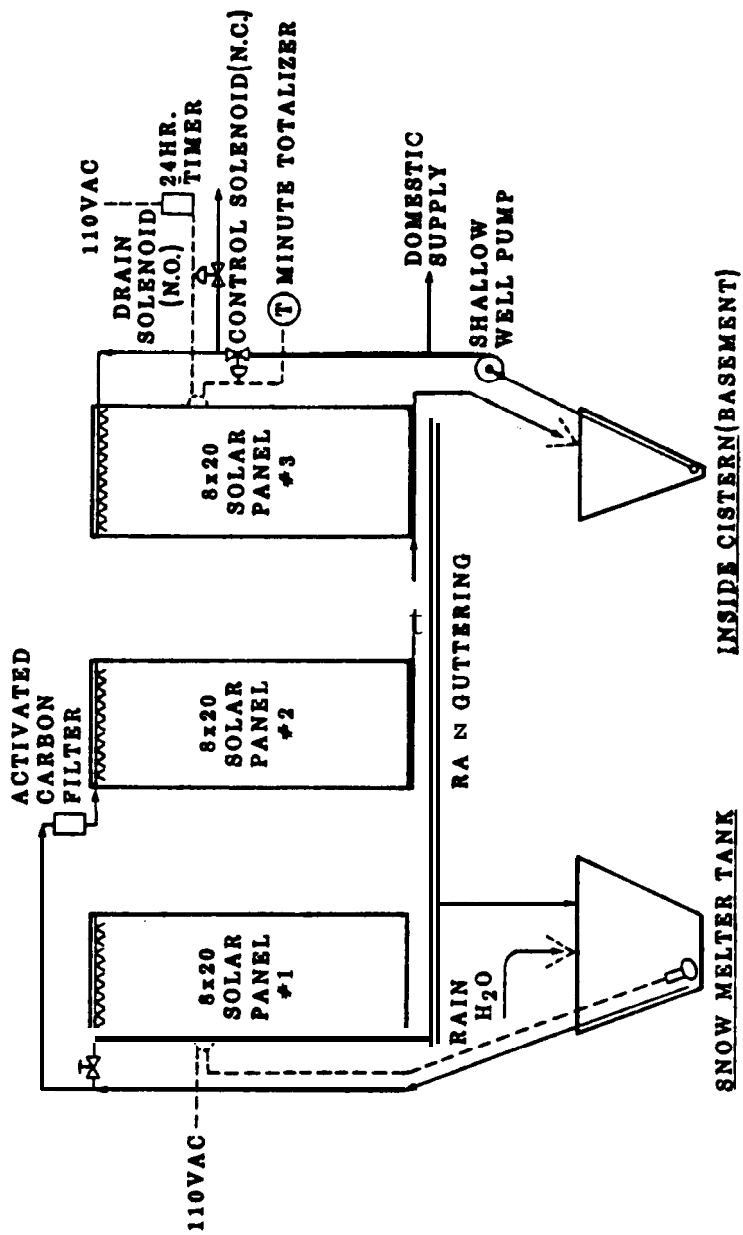 ACTIVATED
CARBON
FILTER
110VAC
24HR.
TIMER
DRAIN
SOLENOID
(N.O.)
CONTROL SOLENOID(N.C.)
T
MINUTE TOTALIZER
8x20
SOLAR
PANEL
#1
8x20
SOLAR
PANEL
#2
8x20
SOLAR
PANEL
#3
110VAC
DOMESTIC
SUPPLY
SHALLOW
WELL PUMP
t
RA N GUTTERING
RAIN
H2O
SNOW MELTER TANK
INSIDE CISTERN(BASEMENT)